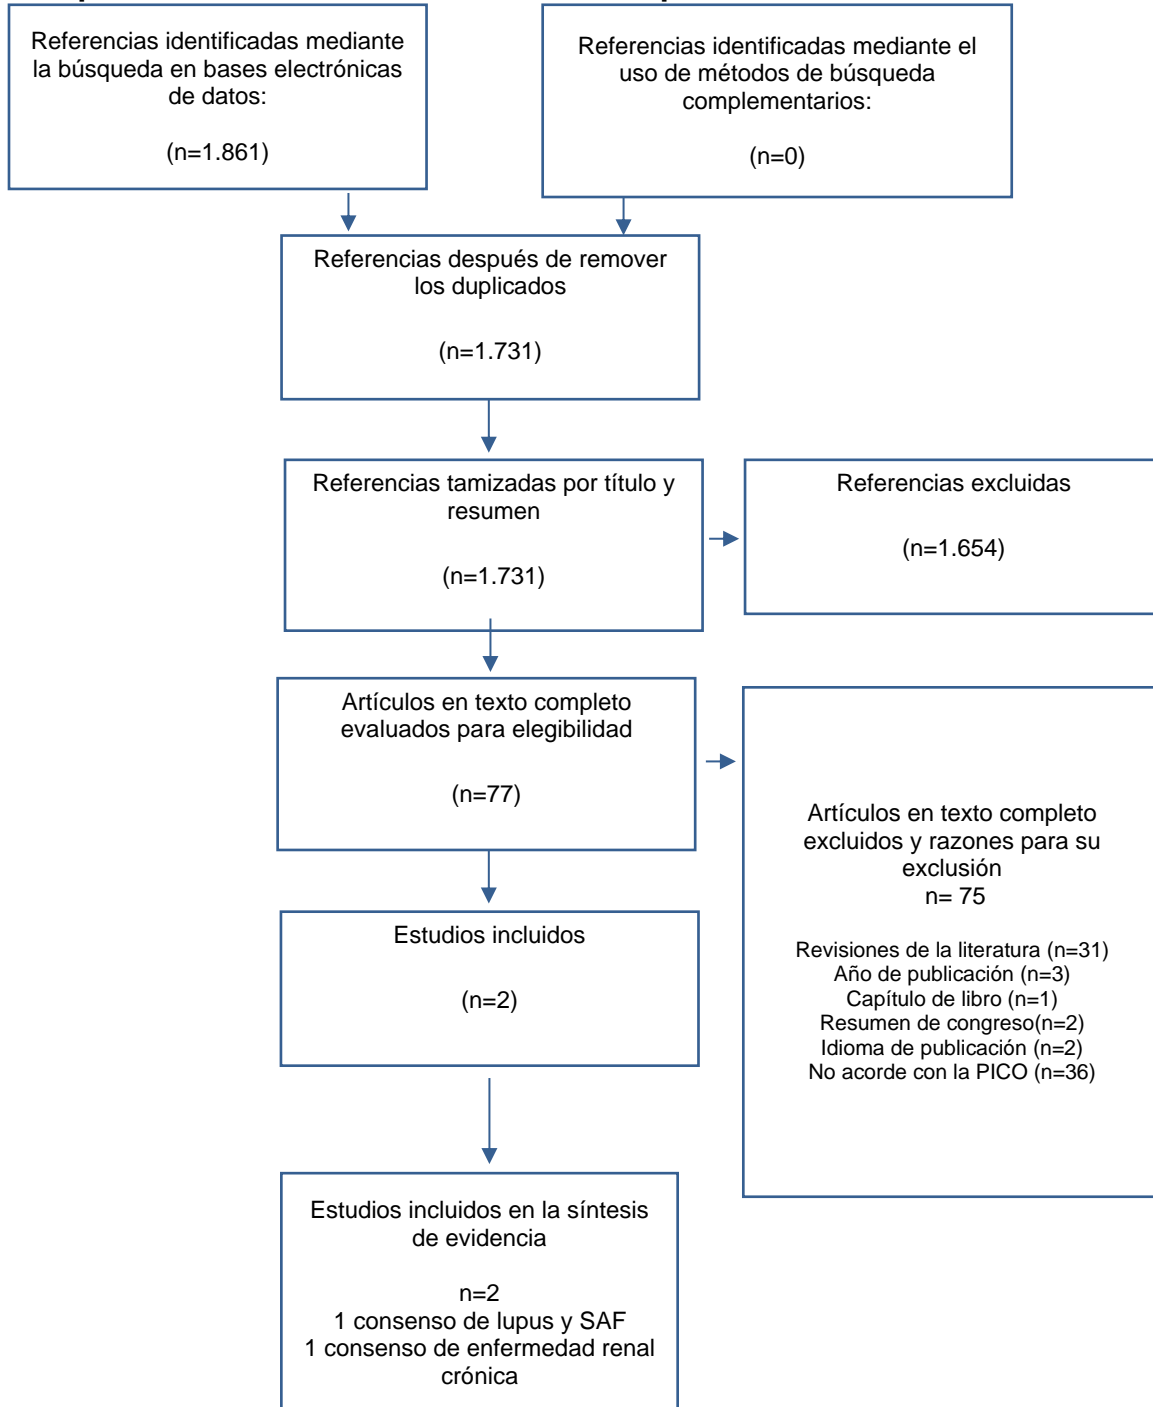 Referencias identificadas mediante
la búsqueda en bases electrónicas
de datos:
(n=1.861)
Referencias identificadas mediante el
uso de métodos de búsqueda
complementarios:
(n=0)
Referencias después de remover
los duplicados
(n=1.731)
Referencias tamizadas por título y
resumen
(n=1.731)
Referencias excluidas
(n=1.654)
Artículos en texto completo
evaluados para elegibilidad
(n=77)
Artículos en texto completo
excluidos y razones para su
exclusión
n= 75
Revisiones de la literatura (n=31)
Año de publicación (n=3)
Capítulo de libro (n=1)
Resumen de congreso(n=2)
Idioma de publicación (n=2)
No acorde con la PICO (n=36)
Estudios incluidos
(n=2)
Estudios incluidos en la síntesis
de evidencia
n=2
1 consenso de lupus y SAF
1 consenso de enfermedad renal
crónica